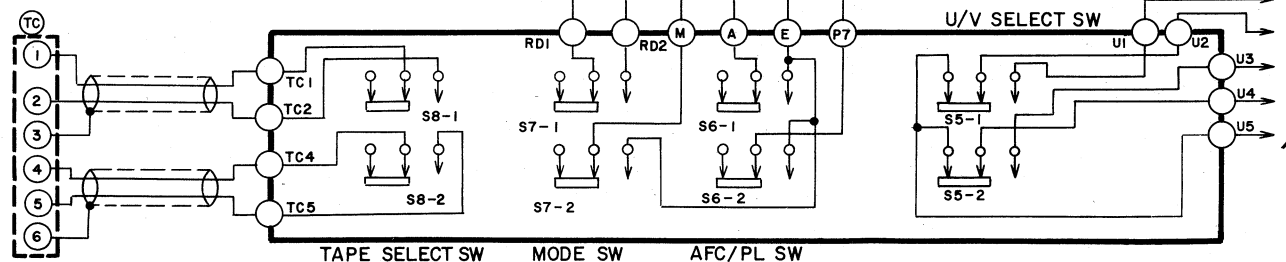 U/V SELECT SW
TC
RD1
RD2
M
A
E
P7
U1
U2
1
TC1
U3
2
TC2
S8-1
S7-1
S6-1
S5-1
U4
3
U5
4
TC4
5
TC5
S8-2
S7-2
S6-2
S5-2
6
TAPE SELECT SW
MODE SW
AFC/PL SW